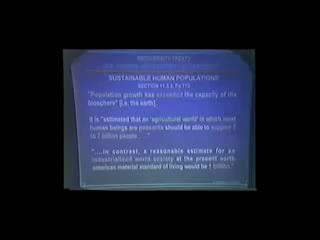 BIODIVERSITY TREATY
SUSTAINABLE HUMAN POPULATIONS
"Population growth has exceeded the capacity of the
biosphere" [i.e. the earth].
It is "estimated that an 'agricultural world' in which most
human beings are peasants should be able to support 5
to 7 billion people
"....in contrast, a reasonable estimate for an
industrialized world society at the present north
american material standard of living would be 1 billion."